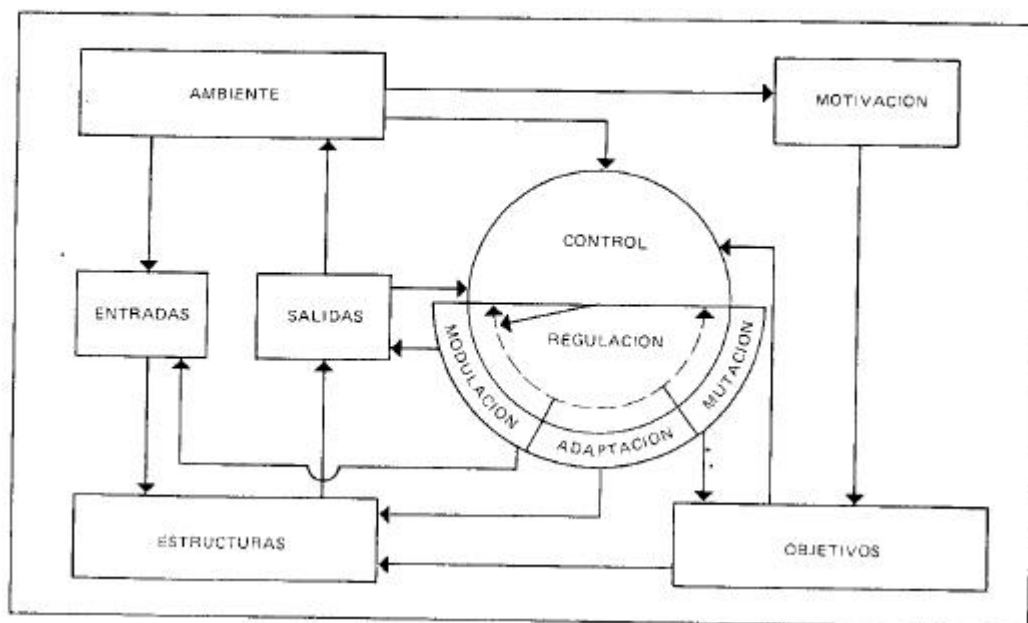 AMBIENTE
MOTIVACION
CONTROL
ENTRADAS
SALIDAS
REGULACION
MODULACION
ADAPTACION
MUTACION
ESTRUCTURAS
OBJETIVOS